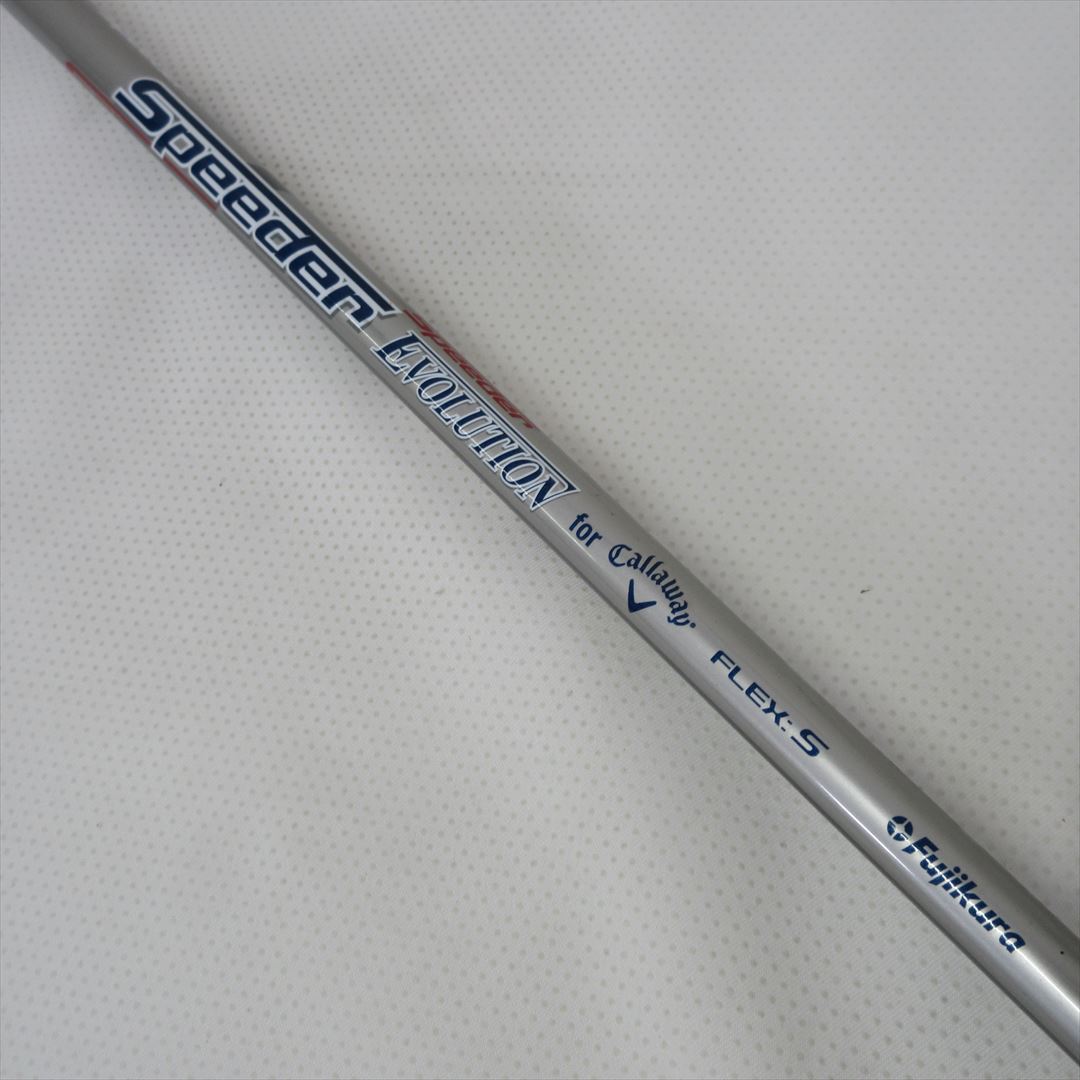 Speeder
Speeder
EVOLUTION
for Callaway
FLEX: S
Fujikura